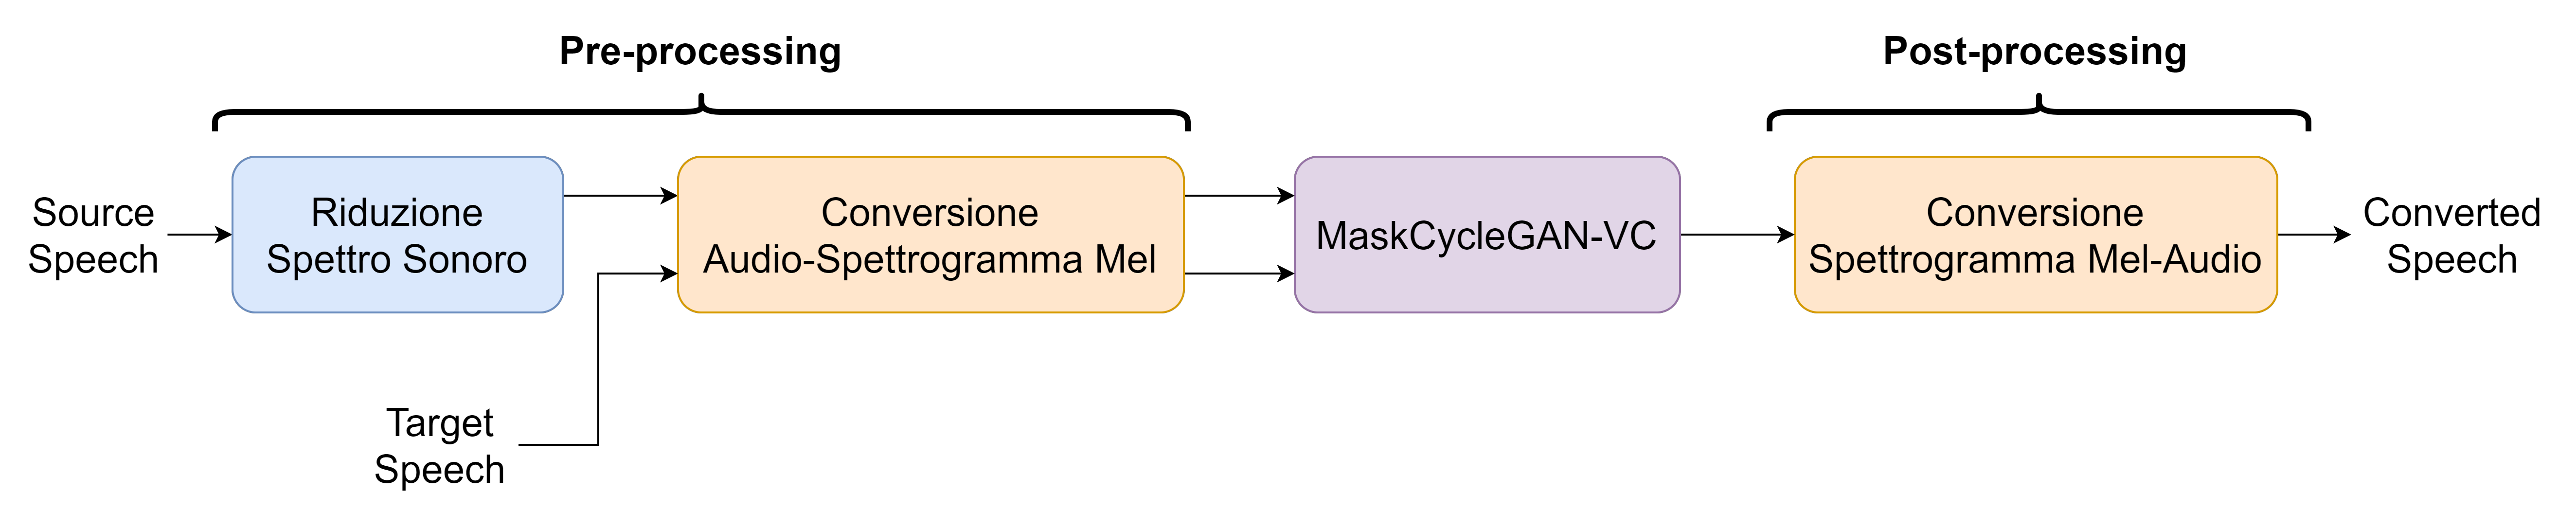 Pre-processing
Post-processing
Source
Speech
Riduzione
Spettro Sonoro
Conversione
Audio-Spettrogramma Mel
MaskCycleGAN-VC
Conversione
Spettrogramma Mel-Audio
Converted
Speech
Target
Speech